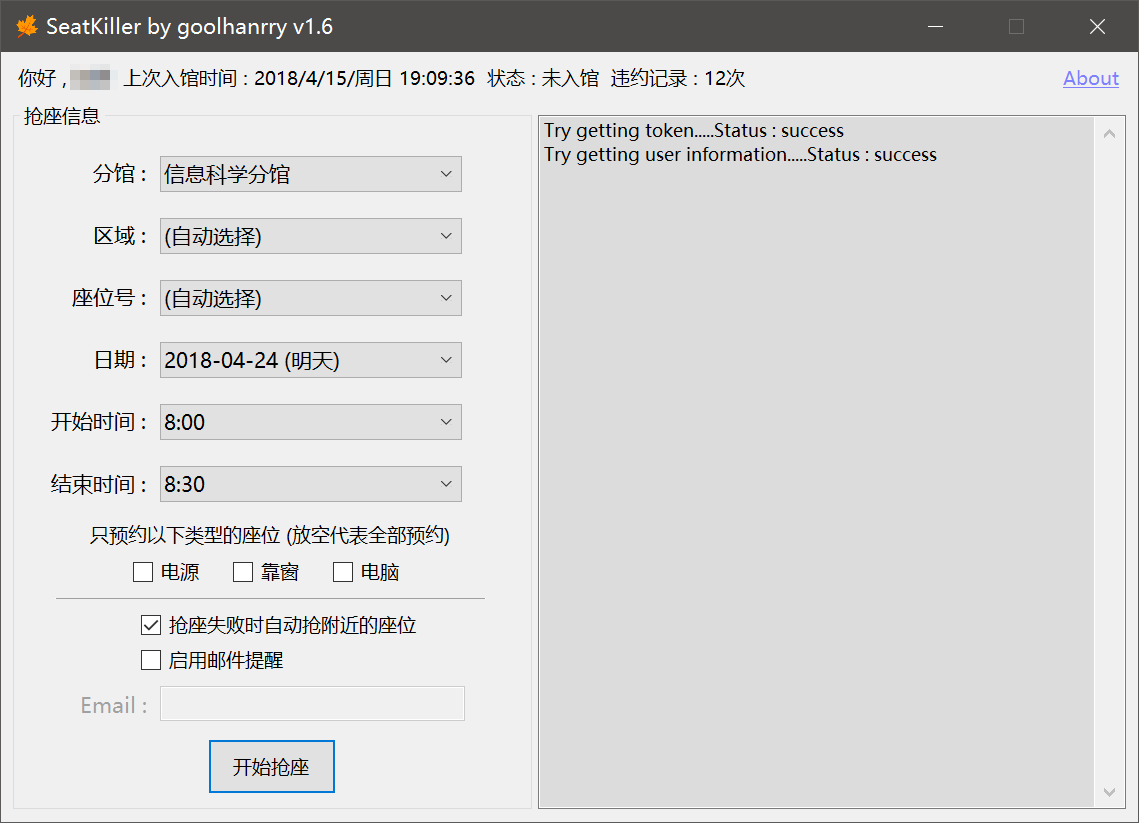 SeatKiller by goolhanrry v1.6
你好 , 上次入馆时间 : 2018/4/15/周日 19:09:36 状态 : 未入馆 违约记录 : 12次 About
抢座信息
分馆 : 信息科学分馆
区域 : (自动选择)
座位号 : (自动选择)
日期 : 2018-04-24 (明天)
开始时间 : 8:00
结束时间 : 8:30
只预约以下类型的座位 (放空代表全部预约)
电源 靠窗 电脑
抢座失败时自动抢附近的座位
启用邮件提醒
Email :
开始抢座
Try getting token.....Status : success
Try getting user information.....Status : success